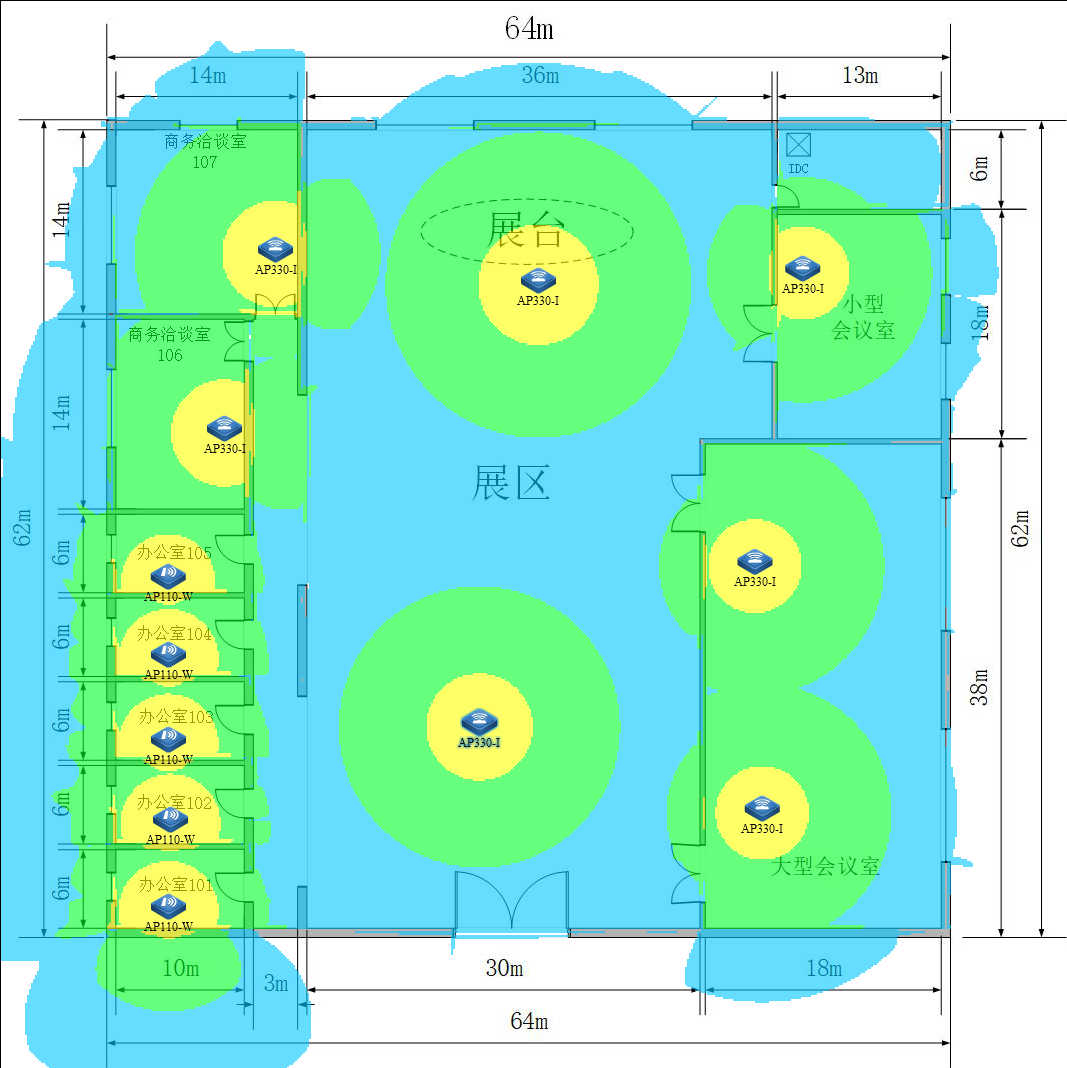 64m
14m
36m
13m
商务洽谈室
107
IDC
6m
14m
展台
AP330-I
AP330-I
AP330-I
小型
会议室
18m
商务洽谈室
106
14m
AP330-I
展区
62m
62m
办公室105
6m
AP110-W
AP330-I
办公室104
6m
AP110-W
38m
办公室103
6m
AP110-W
AP330-I
办公室102
6m
AP110-W
AP330-I
大型会议室
办公室101
6m
AP110-W
10m
3m
30m
18m
64m